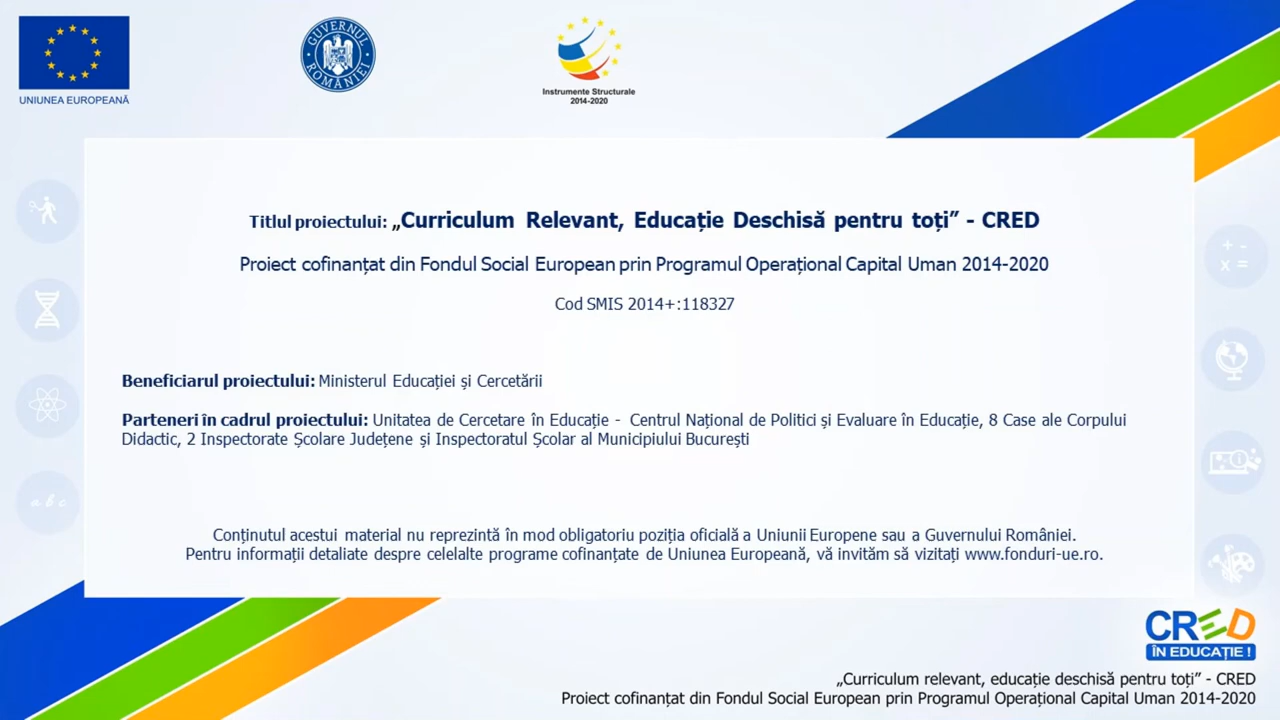 UNIUNEA EUROPEANĂ
GUVERNUL ROMÂNIEI
Instrumente Structurale
2014-2020
Titlul proiectului: „Curriculum Relevant, Educație Deschisă pentru toți” - CRED
Proiect cofinanțat din Fondul Social European prin Programul Operațional Capital Uman 2014-2020
Cod SMIS 2014+:118327
Beneficiarul proiectului: Ministerul Educației și Cercetării
Parteneri în cadrul proiectului: Unitatea de Cercetare în Educație - Centrul Național de Politici și Evaluare în Educație, 8 Case ale Corpului
Didactic, 2 Inspectorate Școlare Județene și Inspectoratul Școlar al Municipiului București
Conținutul acestui material nu reprezintă în mod obligatoriu poziția oficială a Uniunii Europene sau a Guvernului României.
Pentru informații detaliate despre celelalte programe cofinanțate de Uniunea Europeană, vă invităm să vizitați www.fonduri-ue.ro.
+ -
x =
a b c
CRED
ÎN EDUCAȚIE !
„Curriculum relevant, educație deschisă pentru toți” - CRED
Proiect cofinanțat din Fondul Social European prin Programul Operațional Capital Uman 2014-2020